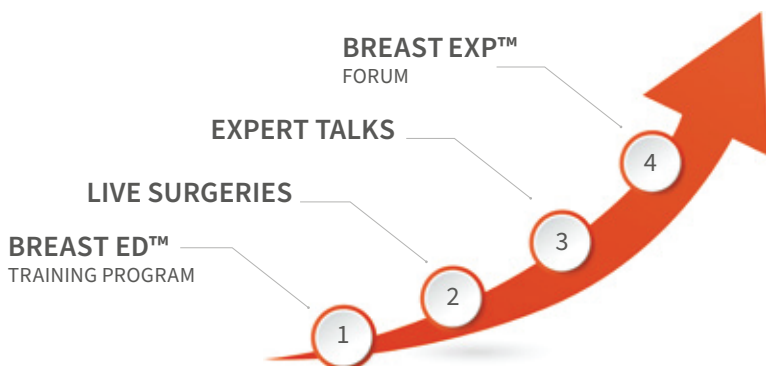 BREAST EXP™
FORUM
EXPERT TALKS
LIVE SURGERIES
BREAST ED™
TRAINING PROGRAM
4
3
2
1